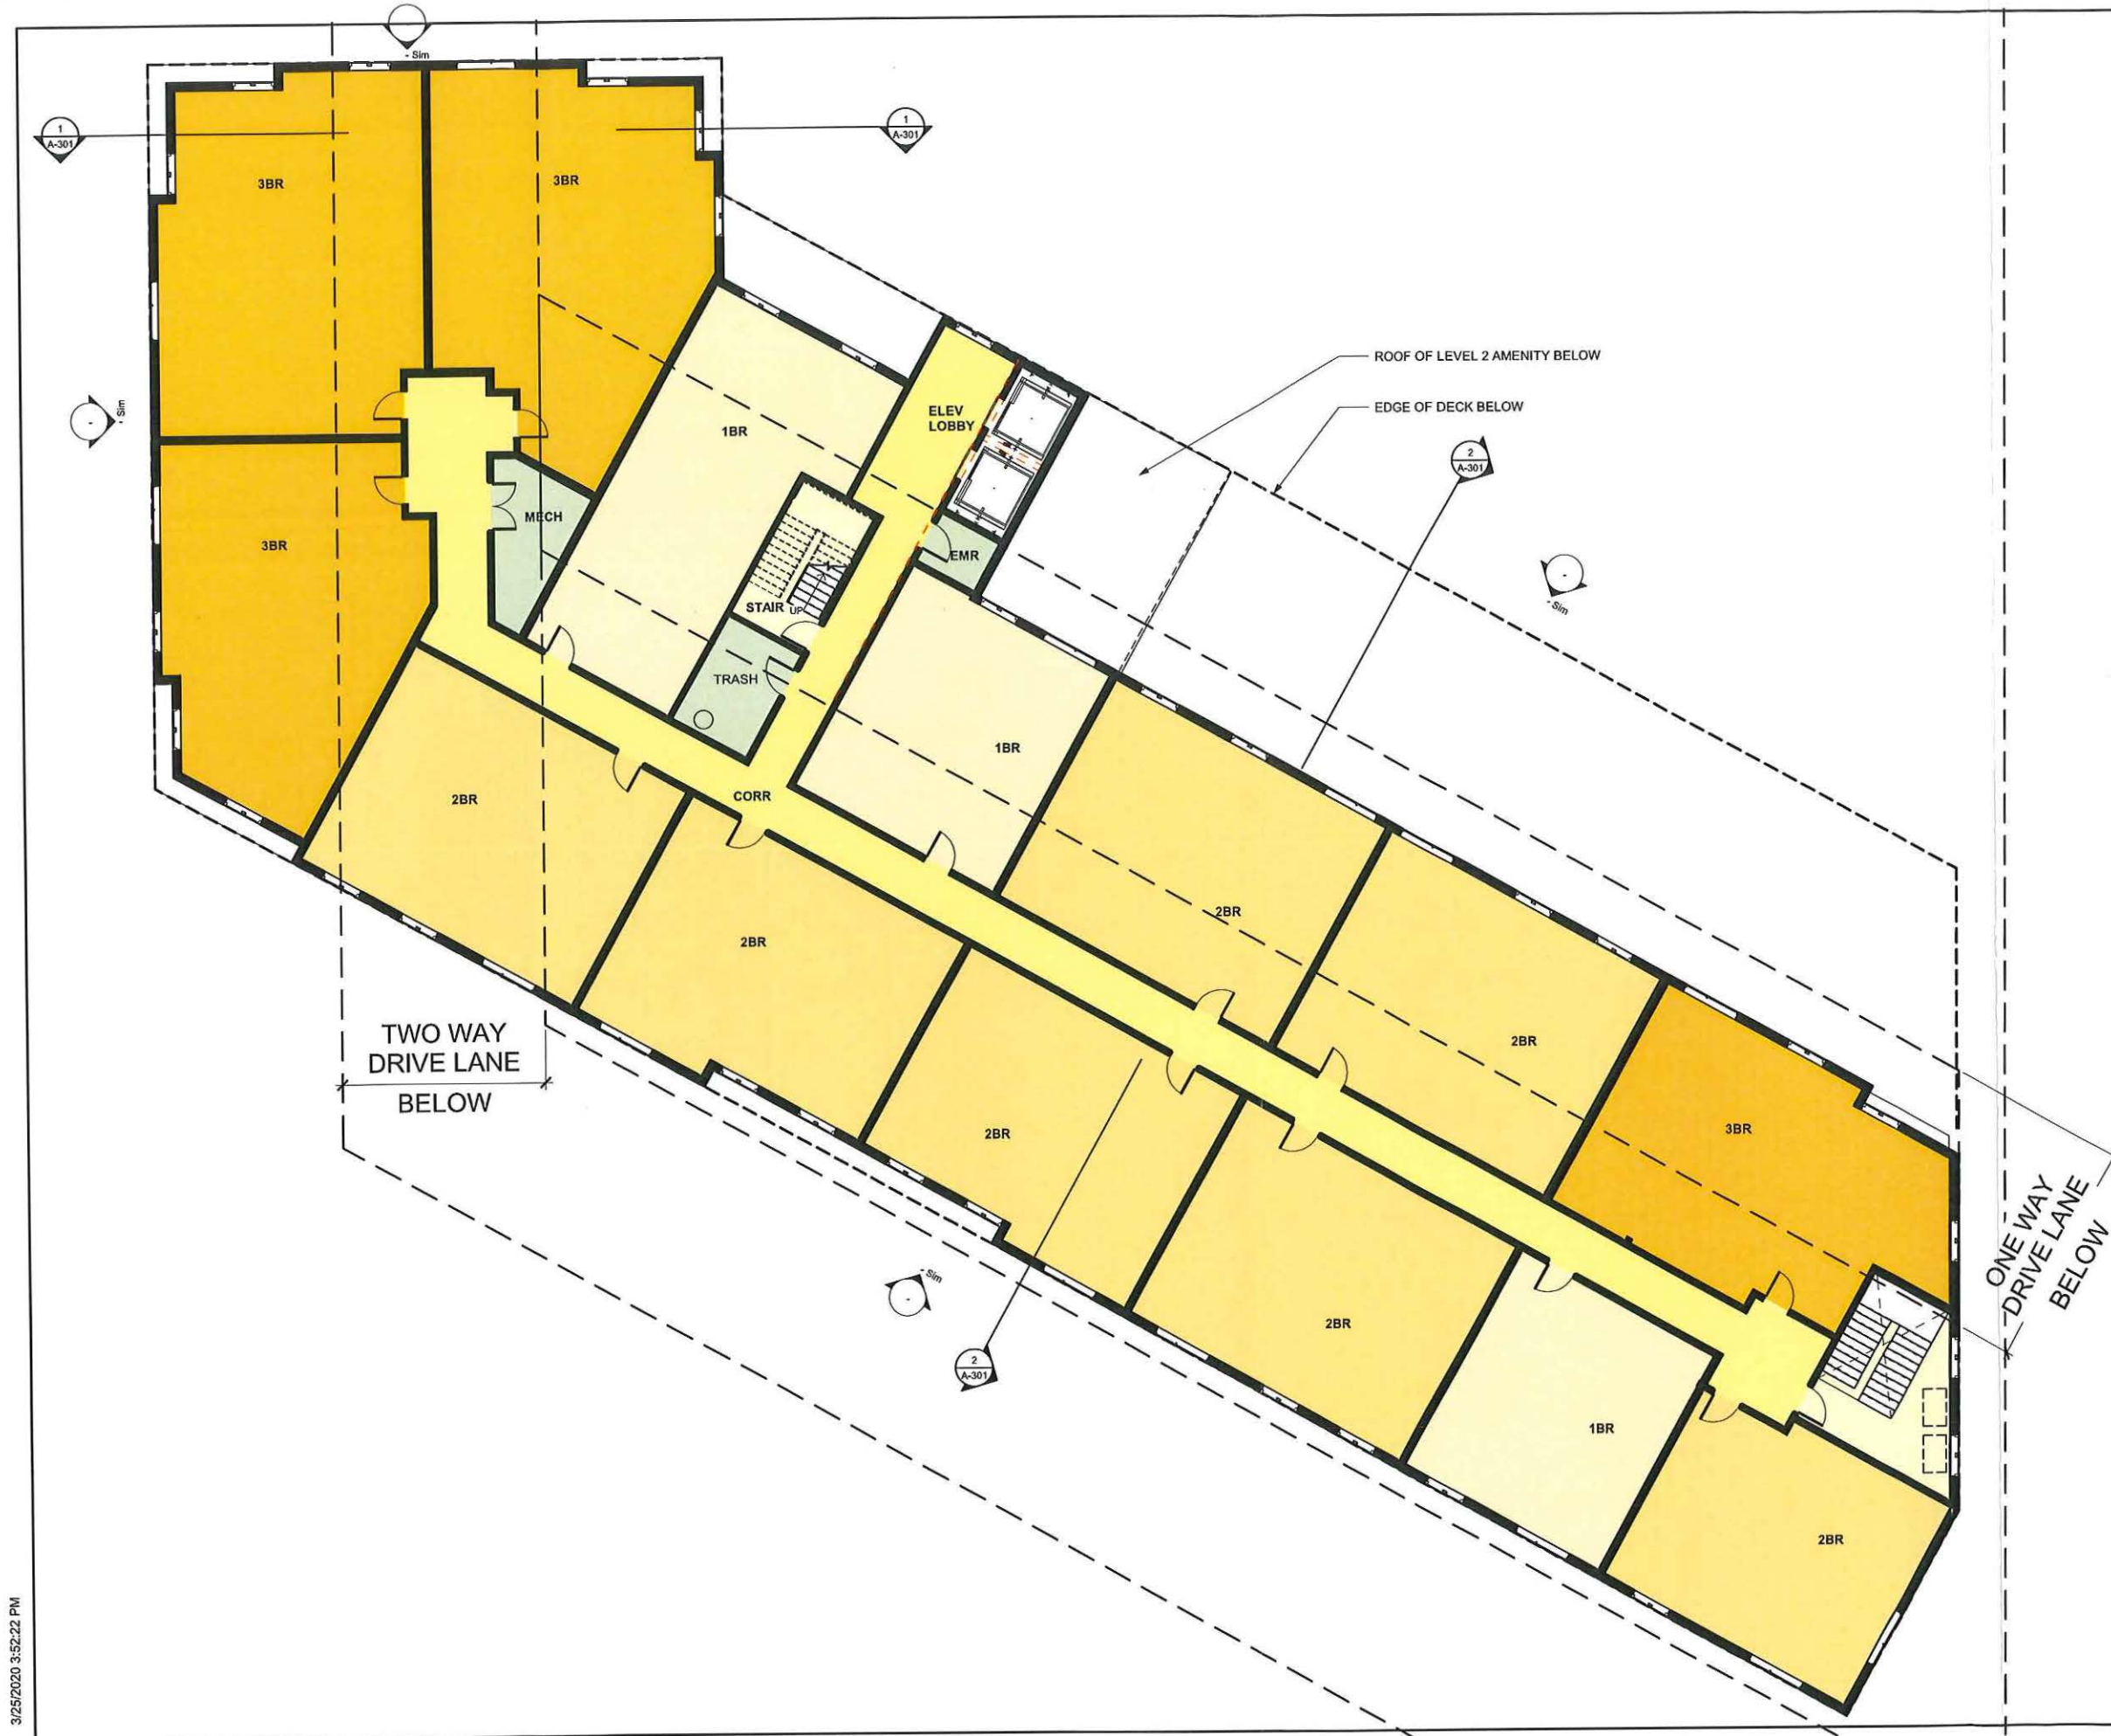 - Sim
1
A-301
1
A-301
3BR
3BR
ROOF OF LEVEL 2 AMENITY BELOW
ELEV
LOBBY
EDGE OF DECK BELOW
- Sim
-
1BR
2
A-301
MECH
3BR
EMR
-
- Sim
STAIR
UP
TRASH
1BR
CORR
2BR
2BR
2BR
TWO WAY
DRIVE LANE
BELOW
2BR
3BR
2BR
ONE WAY
DRIVE LANE
BELOW
- Sim
-
2BR
2
A-301
1BR
2BR
3/25/2020 3:52:22 PM